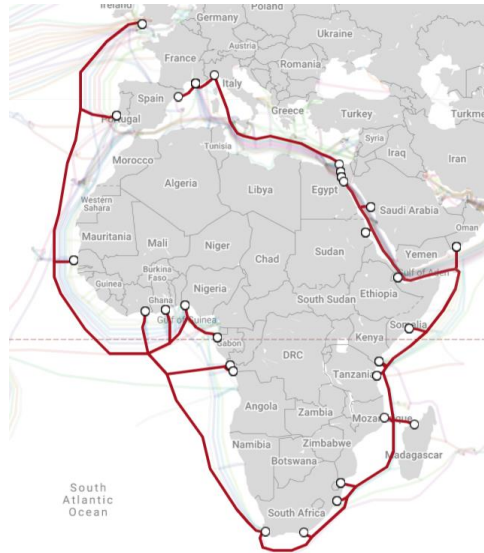 Ireland
Poland
Germany
Ukraine
Austria
France
Romania
Italy
Spain
Portugal
Greece
Turkey
Turkme
Tunisia
Syria
Morocco
Iraq
Iran
Algeria
Libya
Egypt
Western
Sahara
Saudi Arabia
Oman
Mauritania
Mali
Niger
Chad
Sudan
Yemen
Gulf of Aden
Burkina
Faso
Guinea
Nigeria
Ghana
Ethiopia
South Sudan
Gulf of Guinea
Somalia
Gabon
Kenya
DRC
Tanzania
Angola
Zambia
Mozambique
Zimbabwe
Madagascar
Namibia
Botswana
South
Atlantic
Ocean
South Africa